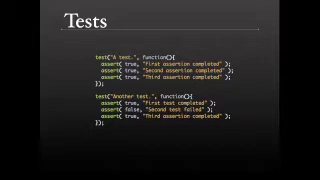 Tests
test("A test.", function(){
assert( true, "First assertion completed" );
assert( true, "Second assertion completed" );
assert( true, "Third assertion completed" );
});
test("Another test.", function(){
assert( true, "First test completed" );
assert( false, "Second test failed" );
assert( true, "Third assertion completed" );
});